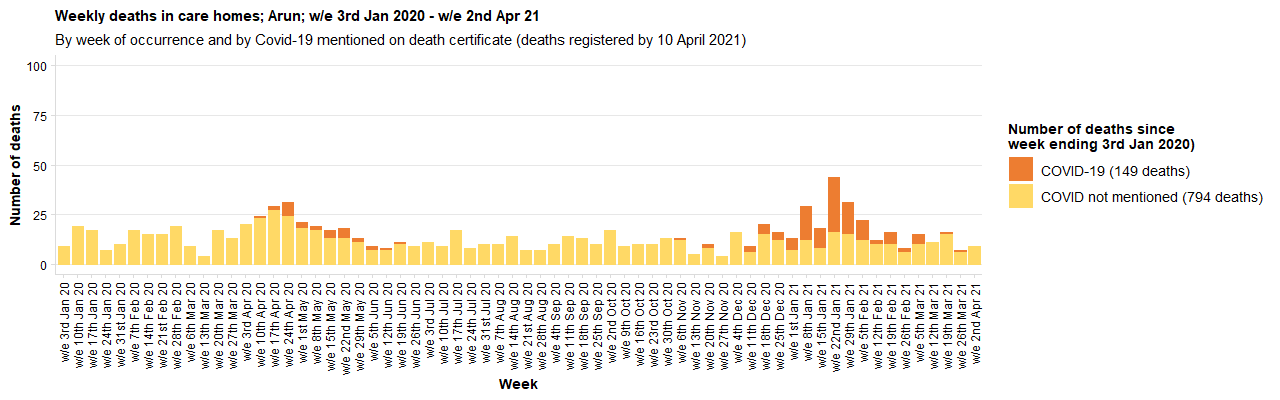 Weekly deaths in care homes; Arun; w/e 3rd Jan 2020 - w/e 2nd Apr 21
By week of occurrence and by Covid-19 mentioned on death certificate (deaths registered by 10 April 2021)
Number of deaths
100
75
50
25
0
w/e 3rd Jan 20
w/e 10th Jan 20
w/e 17th Jan 20
w/e 24th Jan 20
w/e 31st Jan 20
w/e 7th Feb 20
w/e 14th Feb 20
w/e 21st Feb 20
w/e 28th Feb 20
w/e 6th Mar 20
w/e 13th Mar 20
w/e 20th Mar 20
w/e 27th Mar 20
w/e 3rd Apr 20
w/e 10th Apr 20
w/e 17th Apr 20
w/e 24th Apr 20
w/e 1st May 20
w/e 8th May 20
w/e 15th May 20
w/e 22nd May 20
w/e 29th May 20
w/e 5th Jun 20
w/e 12th Jun 20
w/e 19th Jun 20
w/e 26th Jun 20
w/e 3rd Jul 20
w/e 10th Jul 20
w/e 17th Jul 20
w/e 24th Jul 20
w/e 31st Jul 20
w/e 7th Aug 20
w/e 14th Aug 20
w/e 21st Aug 20
w/e 28th Aug 20
w/e 4th Sep 20
w/e 11th Sep 20
w/e 18th Sep 20
w/e 25th Sep 20
w/e 2nd Oct 20
w/e 9th Oct 20
w/e 16th Oct 20
w/e 23rd Oct 20
w/e 30th Oct 20
w/e 6th Nov 20
w/e 13th Nov 20
w/e 20th Nov 20
w/e 27th Nov 20
w/e 4th Dec 20
w/e 11th Dec 20
w/e 18th Dec 20
w/e 25th Dec 20
w/e 1st Jan 21
w/e 8th Jan 21
w/e 15th Jan 21
w/e 22nd Jan 21
w/e 29th Jan 21
w/e 5th Feb 21
w/e 12th Feb 21
w/e 19th Feb 21
w/e 26th Feb 21
w/e 5th Mar 21
w/e 12th Mar 21
w/e 19th Mar 21
w/e 26th Mar 21
w/e 2nd Apr 21
Week
Number of deaths since
week ending 3rd Jan 2020)
COVID-19 (149 deaths)
COVID not mentioned (794 deaths)